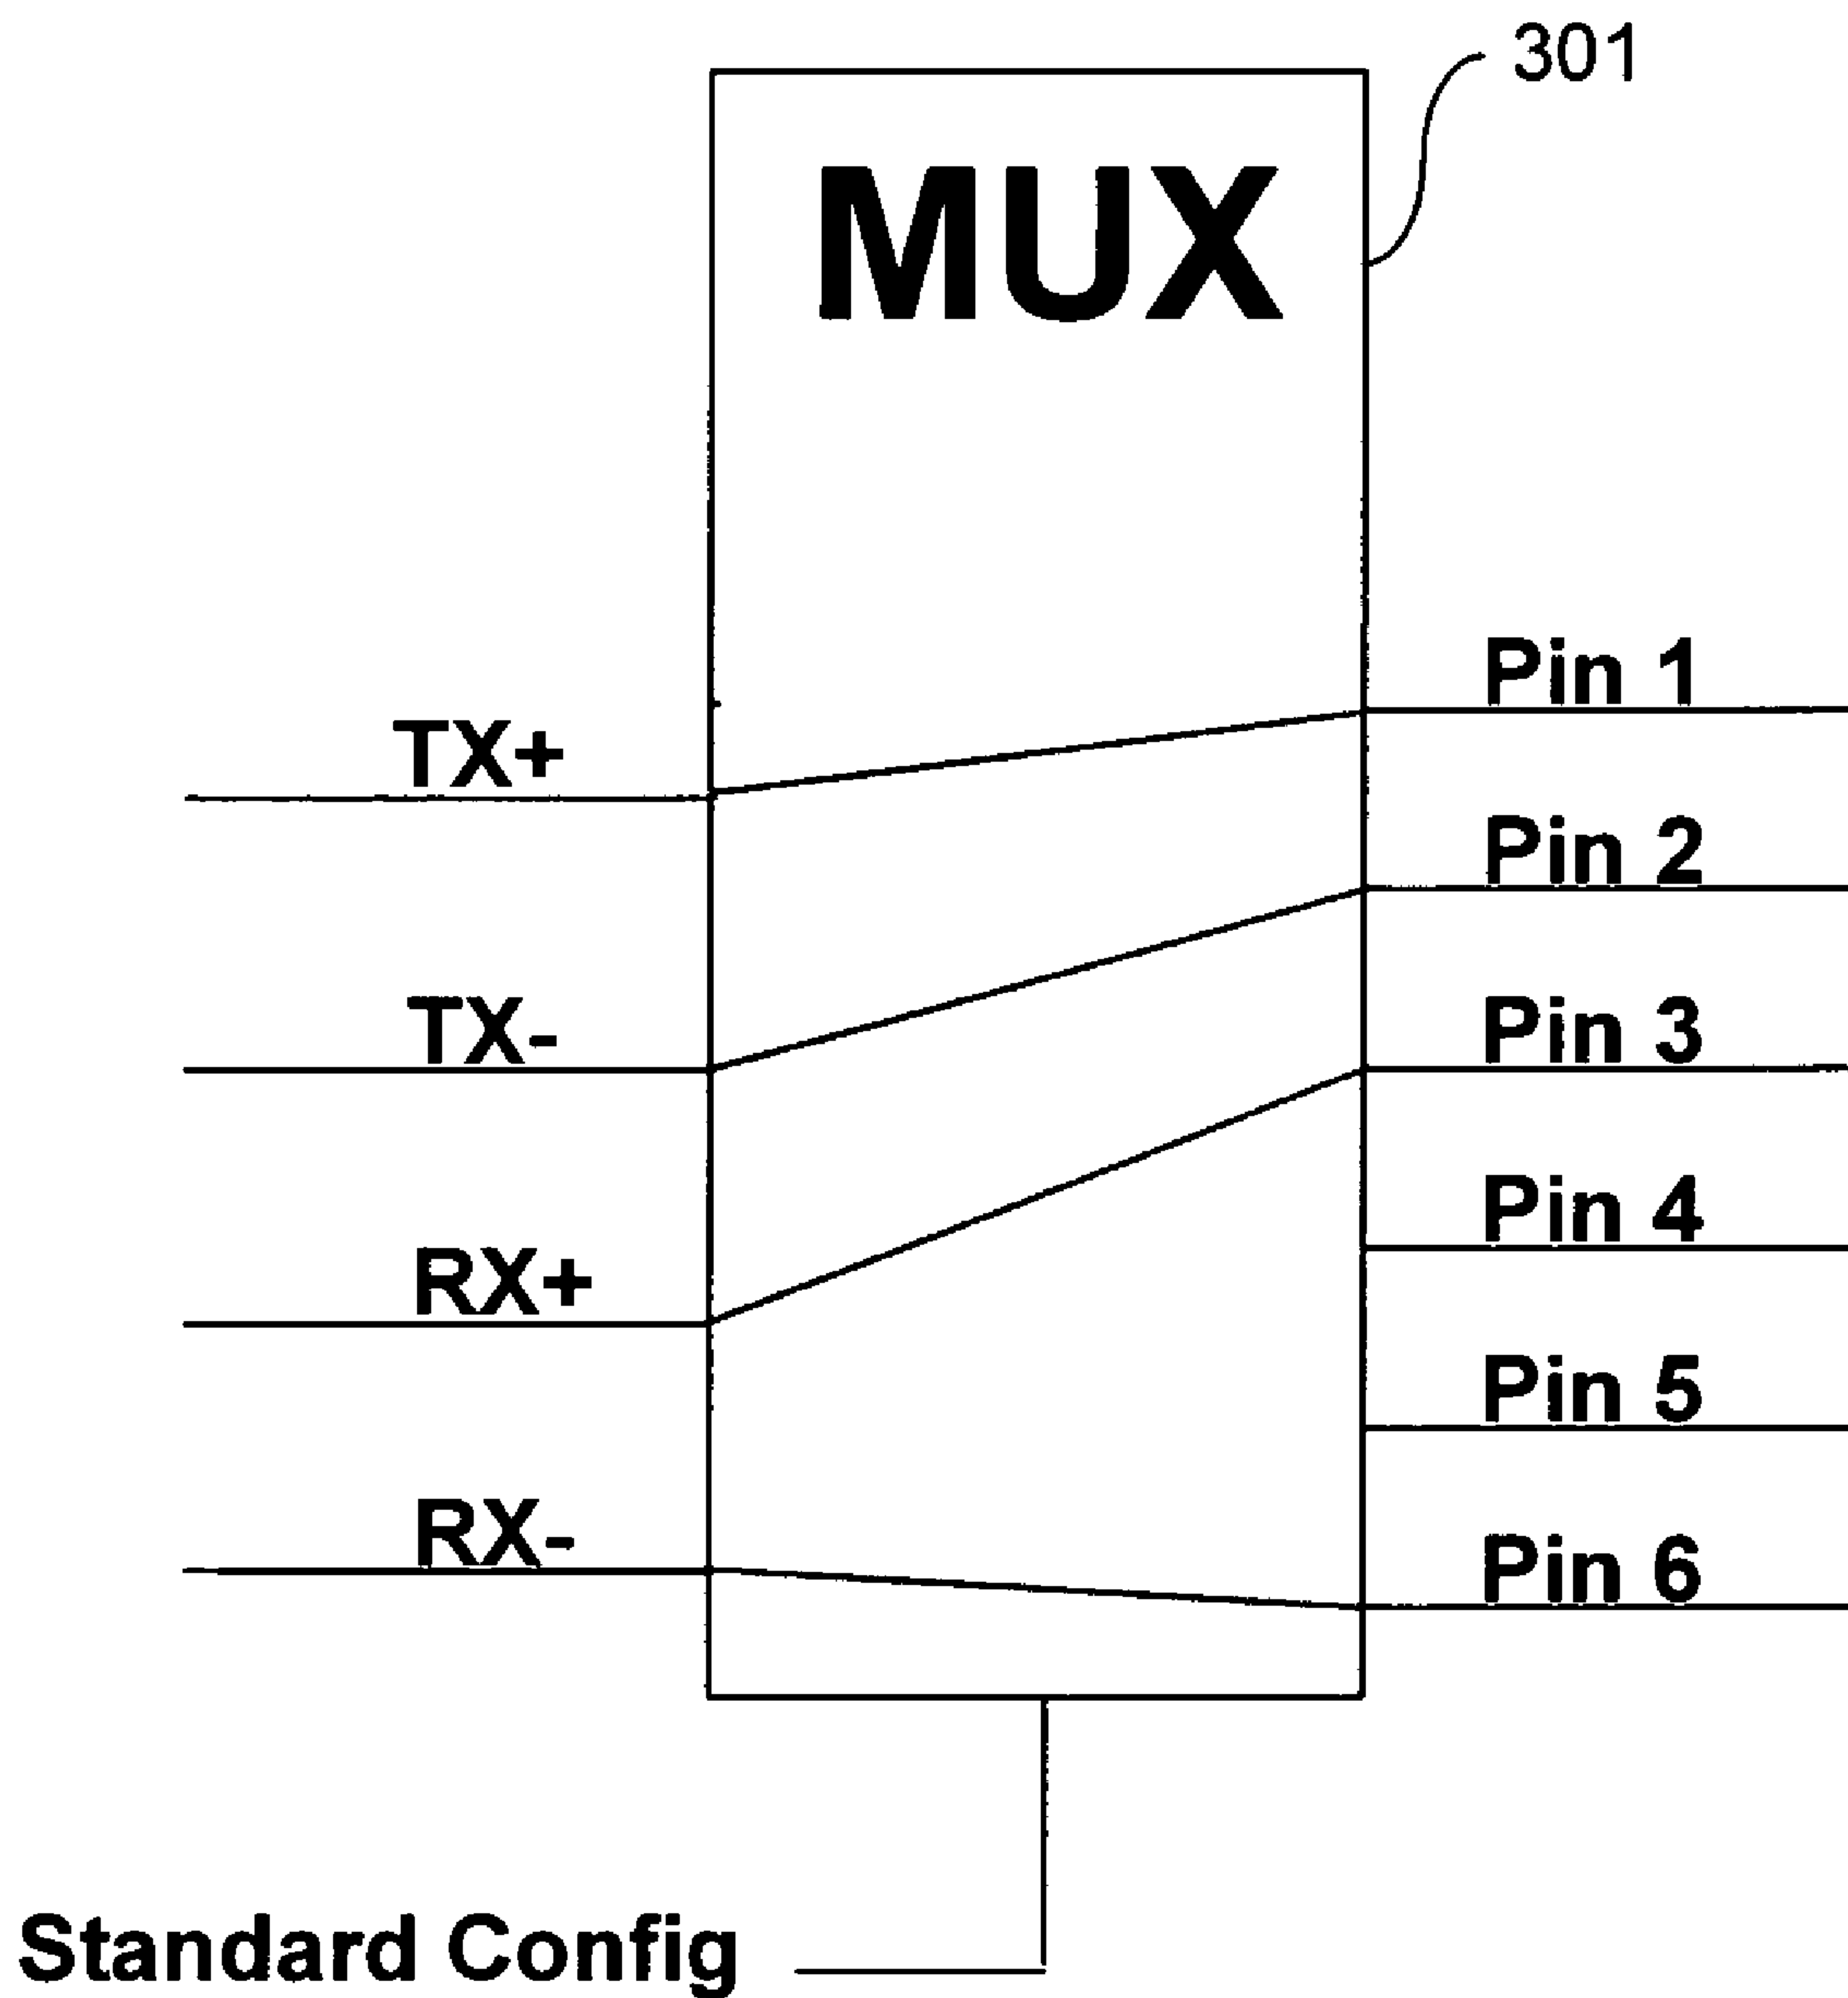 301
MUX
Pin 1
TX+
Pin 2
TX-
Pin 3
Pin 4
RX+
Pin 5
RX-
Pin 6
Standard Config